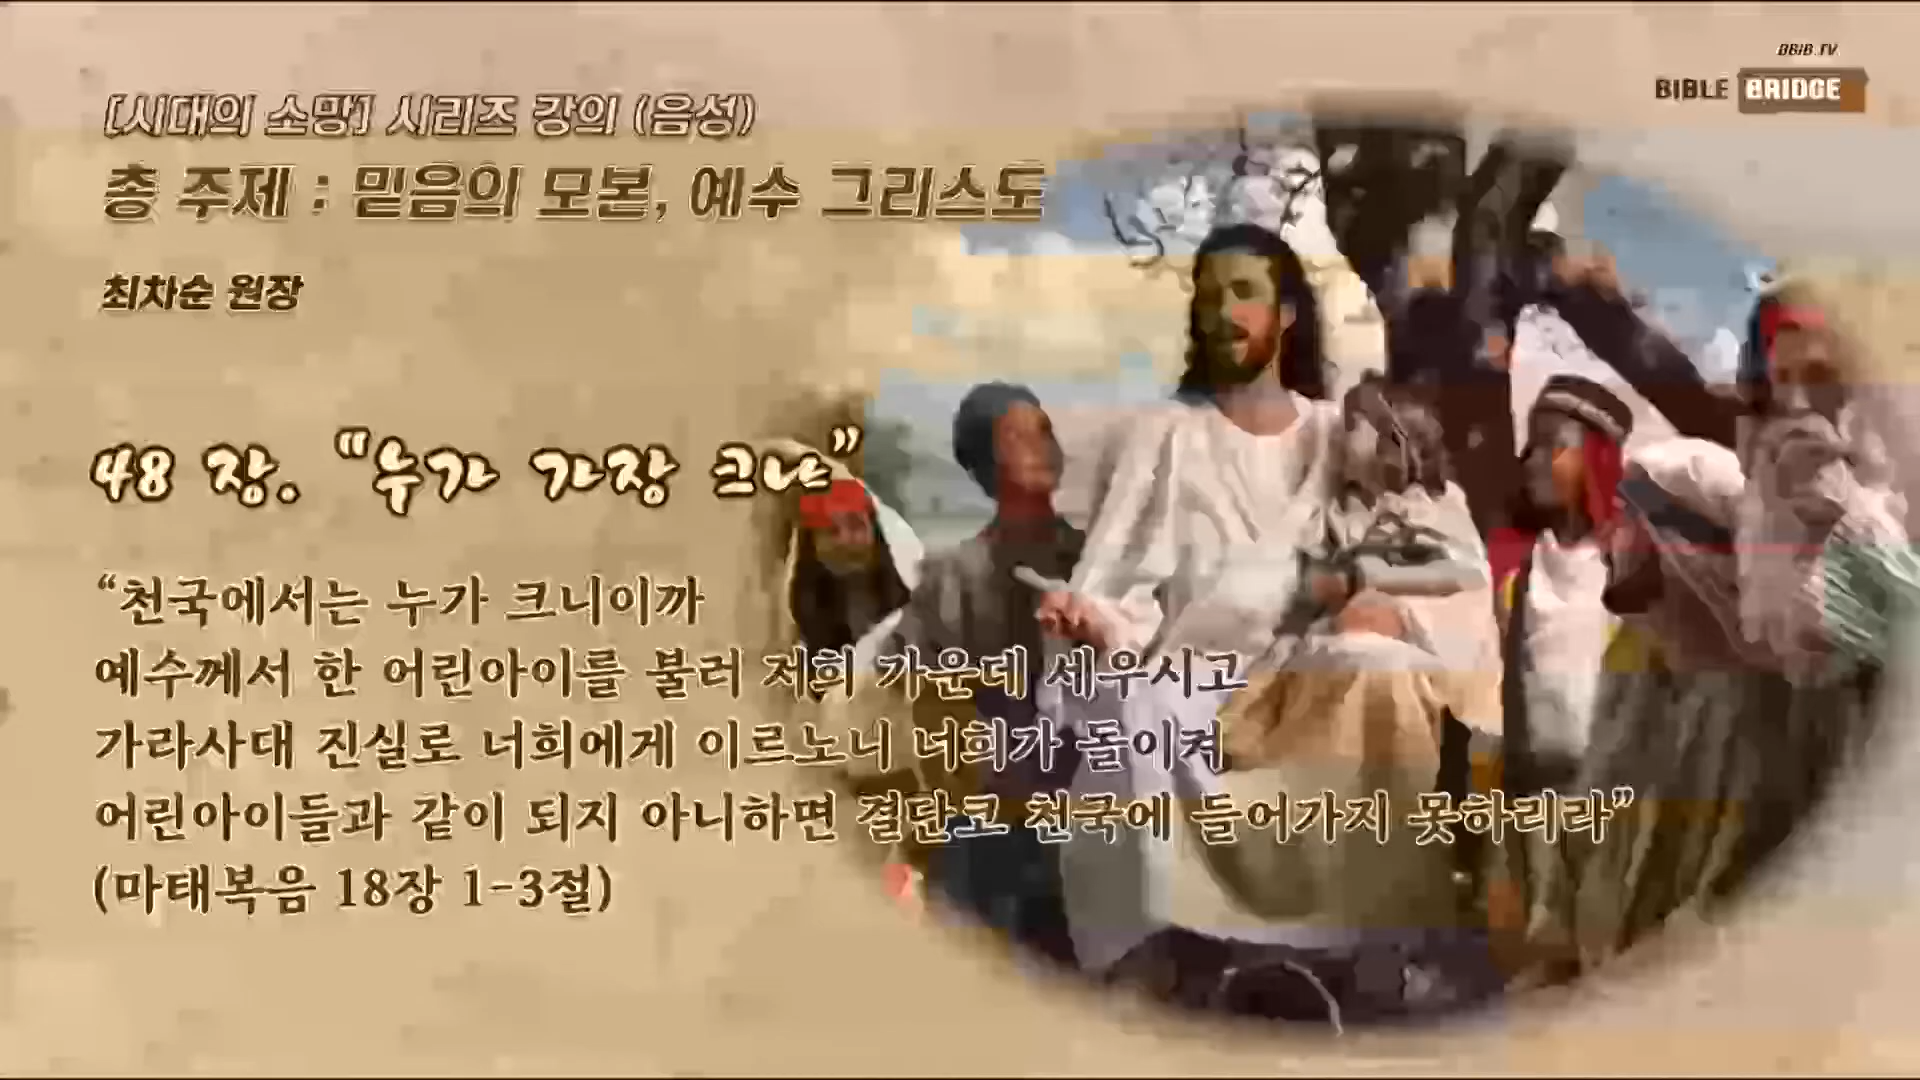 BBIB.TV
BIBLE BRIDGE
[시대의 소망] 시리즈 강의 (음성)
총 주제 : 믿음의 모본, 예수 그리스도
최차순 원장
48 장. "누가 가장 크냐"
“천국에서는 누가 크니이까
예수께서 한 어린아이를 불러 저희 가운데 세우시고
가라사대 진실로 너희에게 이르노니 너희가 돌이켜
어린아이들과 같이 되지 아니하면 결단코 천국에 들어가지 못하리라”
(마태복음 18장 1-3절)